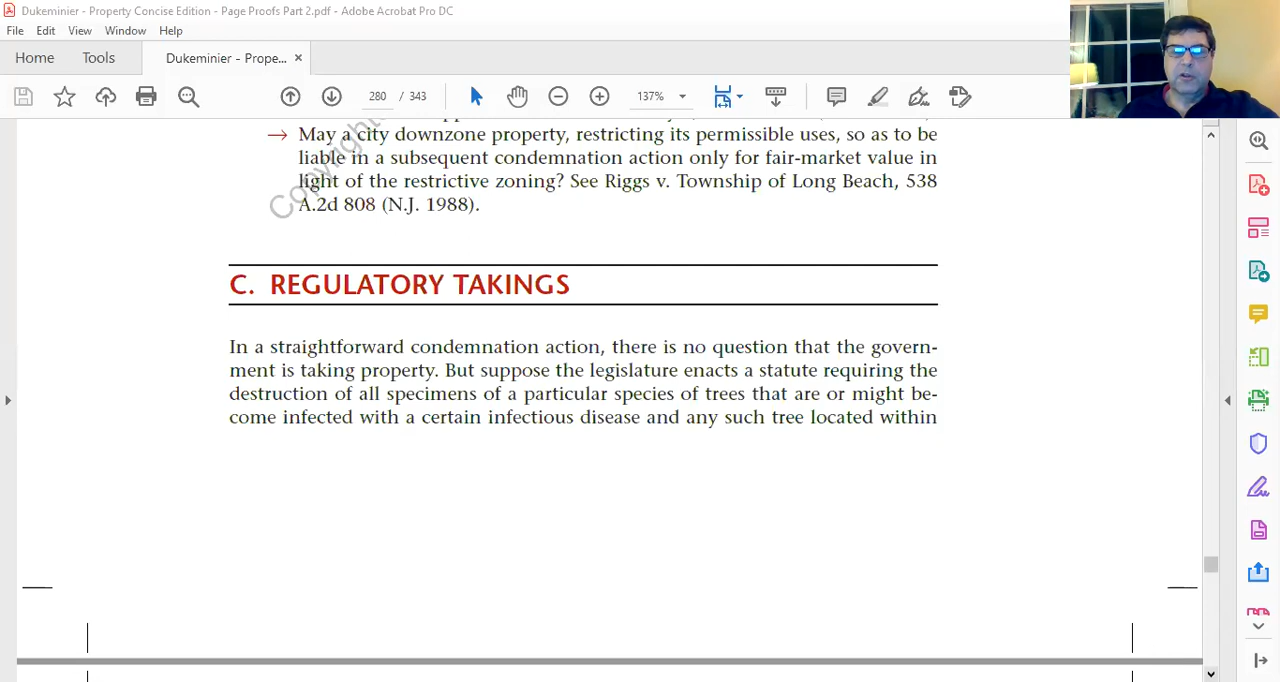 Dukeminier - Property Concise Edition - Page Proofs Part 2.pdf - Adobe Acrobat Pro DC
File Edit View Window Help
Home Tools Dukeminier - Prope... ×
280 / 343 137%
→ May a city downzone property, restricting its permissible uses, so as to be
liable in a subsequent condemnation action only for fair-market value in
light of the restrictive zoning? See Riggs v. Township of Long Beach, 538
A.2d 808 (N.J. 1988).
Copyright
C. REGULATORY TAKINGS
In a straightforward condemnation action, there is no question that the govern-
ment is taking property. But suppose the legislature enacts a statute requiring the
destruction of all specimens of a particular species of trees that are or might be-
come infected with a certain infectious disease and any such tree located within